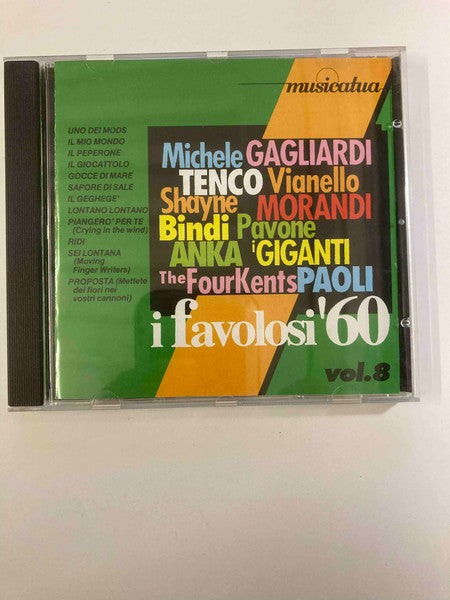 musicatua
UNO DEI MODS
IL MIO MONDO
IL PEPERONE
IL GIOCATTOLO
GOCCE DI MARE
SAPORE DI SALE
IL GEGHEGE'
LONTANO LONTANO
PIANGERO' PER TE
(Crying in the wind)
RIDI
SEI LONTANA
(Moving
Finger Writers)
PROPOSTA (Mettete
dei fiori nei
vostri cannoni)
Michele GAGLIARDI
TENCO Vianello
Shayne MORANDI
Bindi Pavone
ANKA i GIGANTI
The FourKents PAOLI
i favolosi '60
vol.8